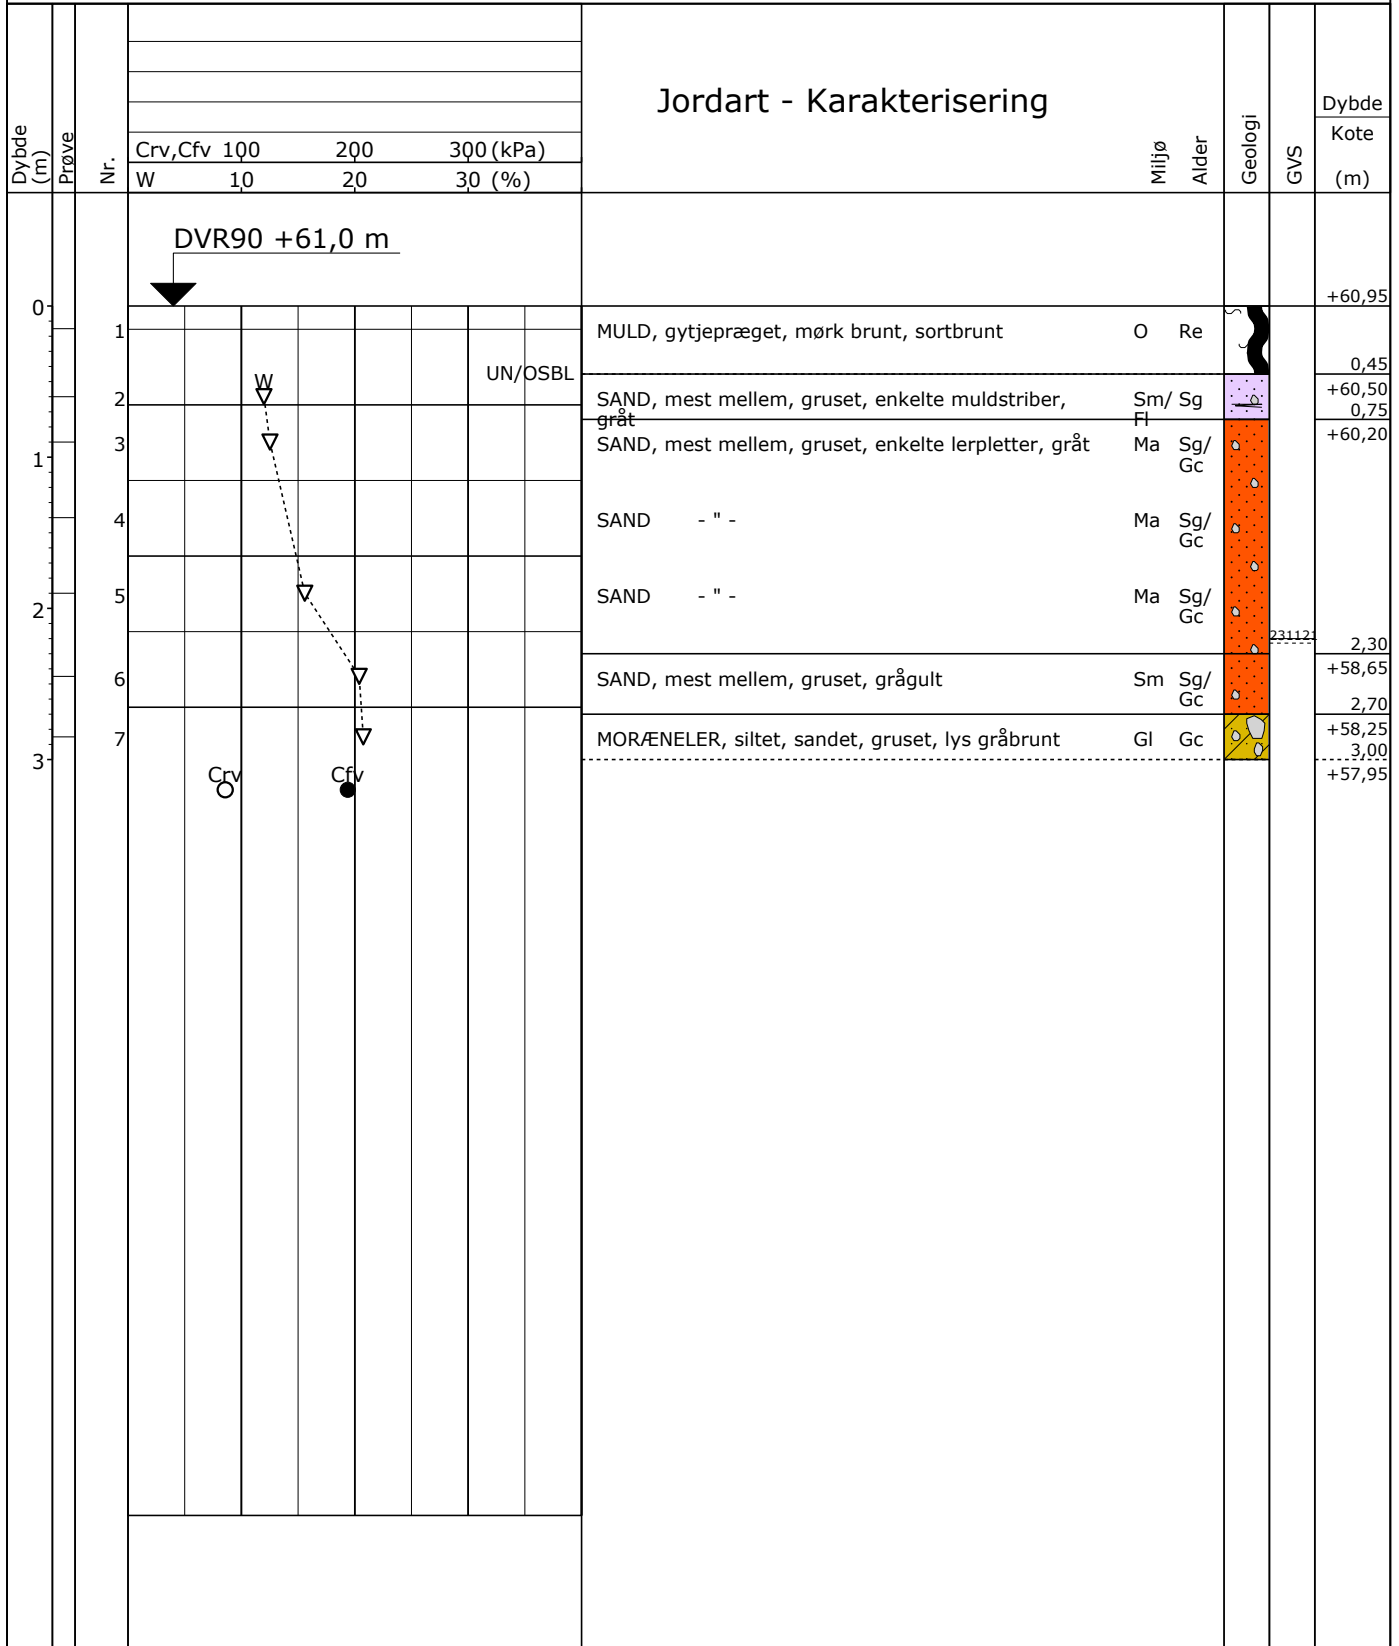 Jordart - Karakterisering
Dybde (m)
Prøve
Nr.
Crv,Cfv 100 200 300 (kPa)
W 10 20 30 (%)
Miljø
Alder
Geologi
GVS
Dybde
Kote
(m)
DVR90 +61,0 m
0
+60,95
1
MULD, gytjepræget, mørk brunt, sortbrunt O Re
UN/OSBL
0,45
W
+60,50
2
SAND, mest mellem, gruset, enkelte muldstriber, Sm/ Sg
gråt Fl
0,75
+60,20
3
SAND, mest mellem, gruset, enkelte lerpletter, gråt Ma Sg/
Gc
1
4
SAND - " - Ma Sg/
Gc
5
SAND - " - Ma Sg/
Gc
2
231121
2,30
+58,65
6
SAND, mest mellem, gruset, grågult Sm Sg/
Gc
2,70
+58,25
7
MORÆNELER, siltet, sandet, gruset, lys gråbrunt Gl Gc
3,00
3
+57,95
Crv Cfv